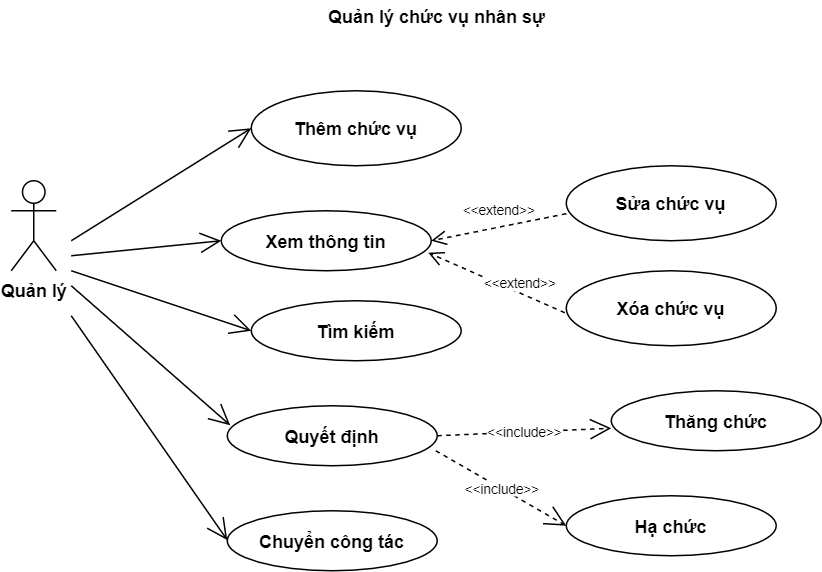 Quản lý chức vụ nhân sự
Thêm chức vụ
Sửa chức vụ
<<extend>>
Xem thông tin
Quản lý
<<extend>>
Xóa chức vụ
Tìm kiếm
Thăng chức
Quyết định
<<include>>
<<include>>
Hạ chức
Chuyển công tác